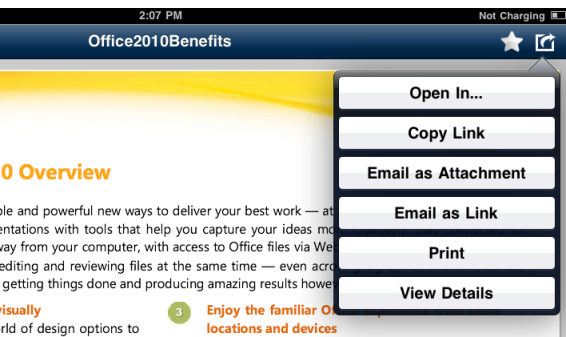 2:07 PM
Not Charging
Office2010Benefits
Open In...
Copy Link
Email as Attachment
Email as Link
Print
View Details
0 Overview
ble and powerful new ways to deliver your best work — at
entations with tools that help you capture your ideas mo
way from your computer, with access to Office files via We
editing and reviewing files at the same time — even acro
getting things done and producing amazing results howe
visually
rld of design options to
3
Enjoy the familiar O
locations and devices